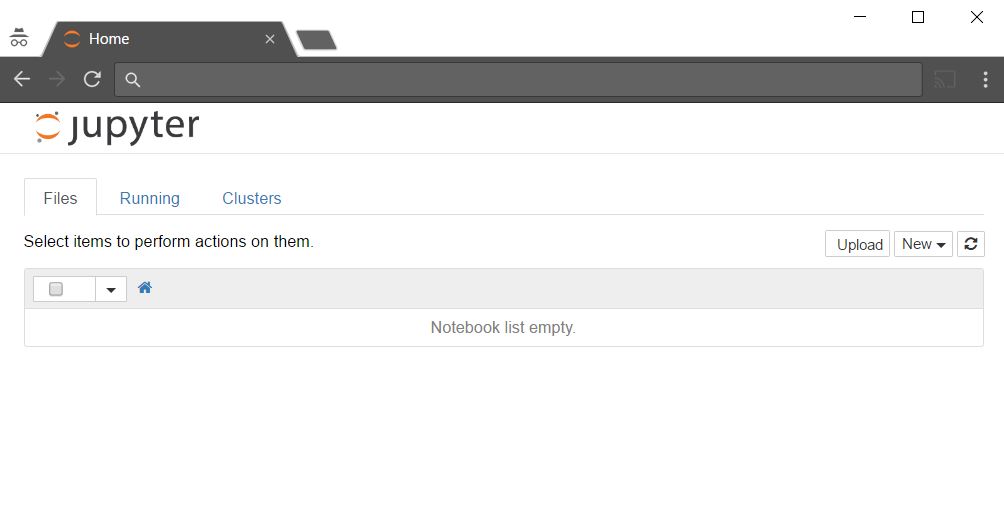 Home
jupyter
Files Running Clusters
Select items to perform actions on them. Upload New
Notebook list empty.